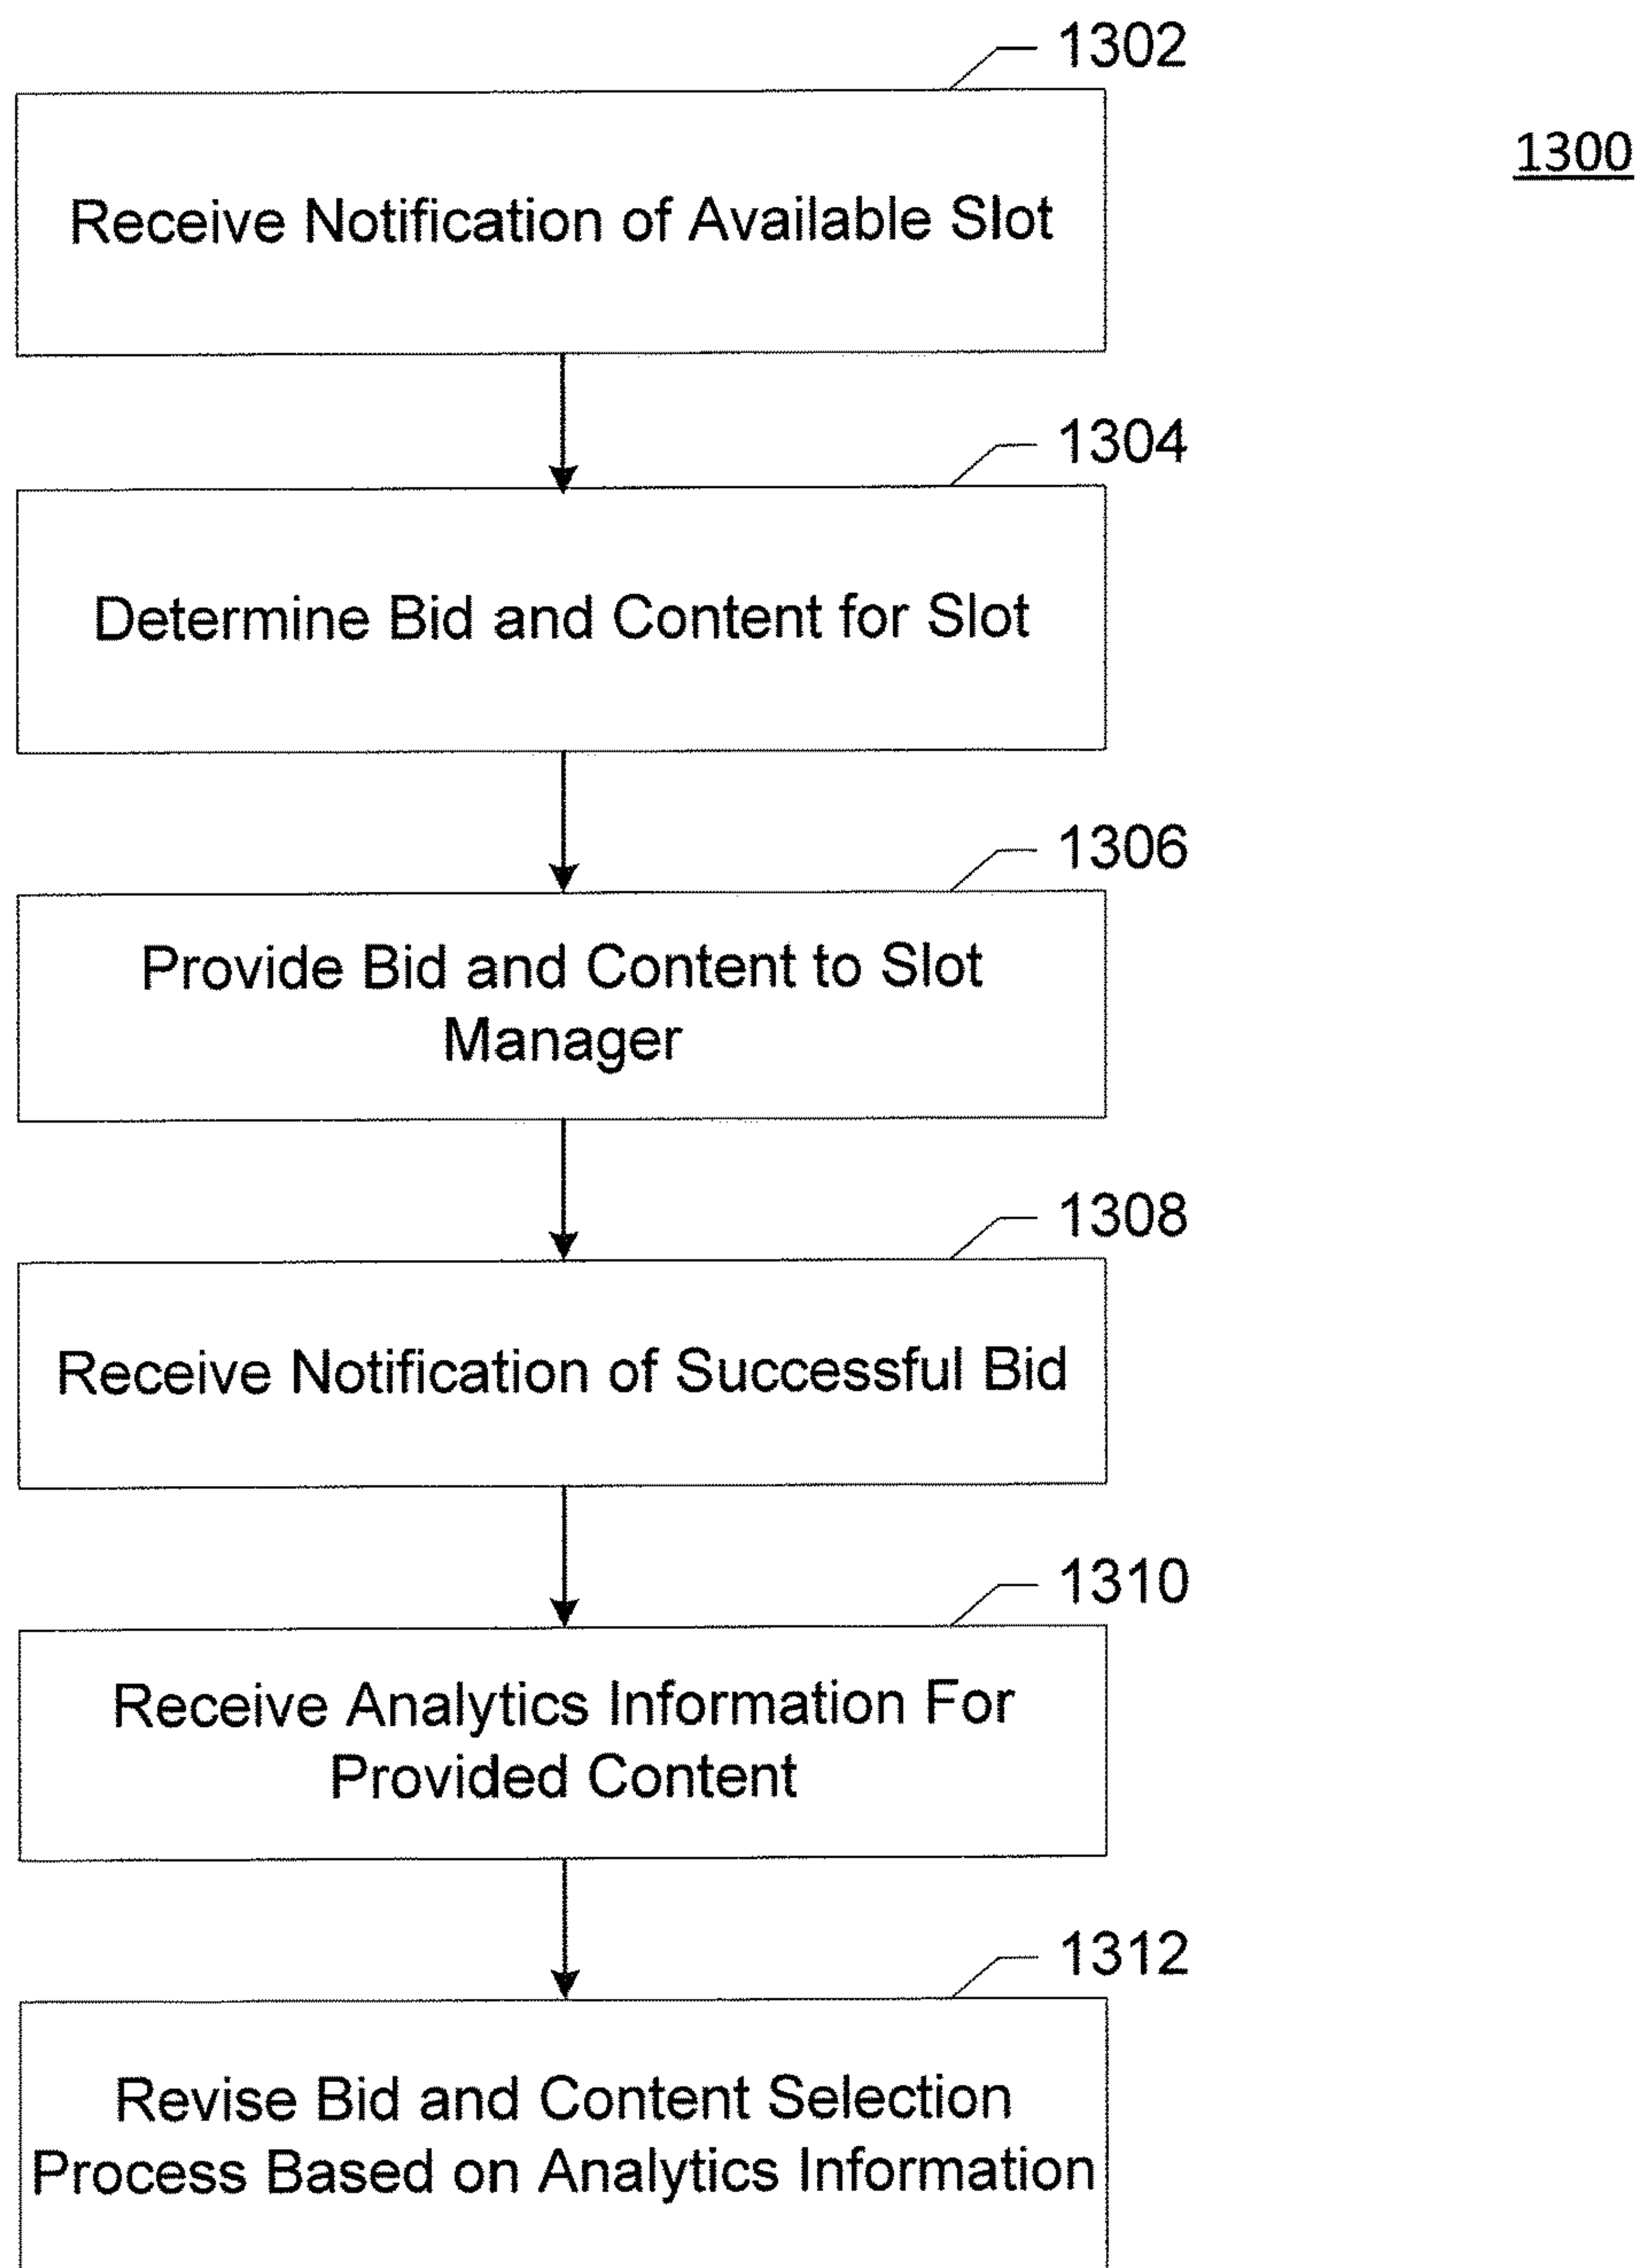 1302
1300
Receive Notification of Available Slot
1304
Determine Bid and Content for Slot
1306
Provide Bid and Content to Slot
Manager
1308
Receive Notification of Successful Bid
1310
Receive Analytics Information For
Provided Content
1312
Revise Bid and Content Selection
Process Based on Analytics Information